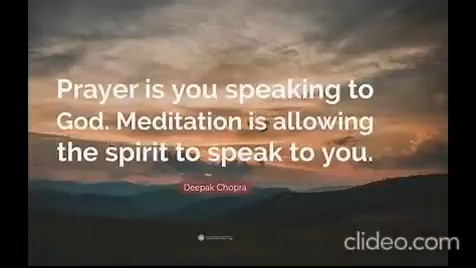 Prayer is you speaking to
God. Meditation is allowing
the spirit to speak to you.
Deepak Chopra
quotefancy
clideo.com